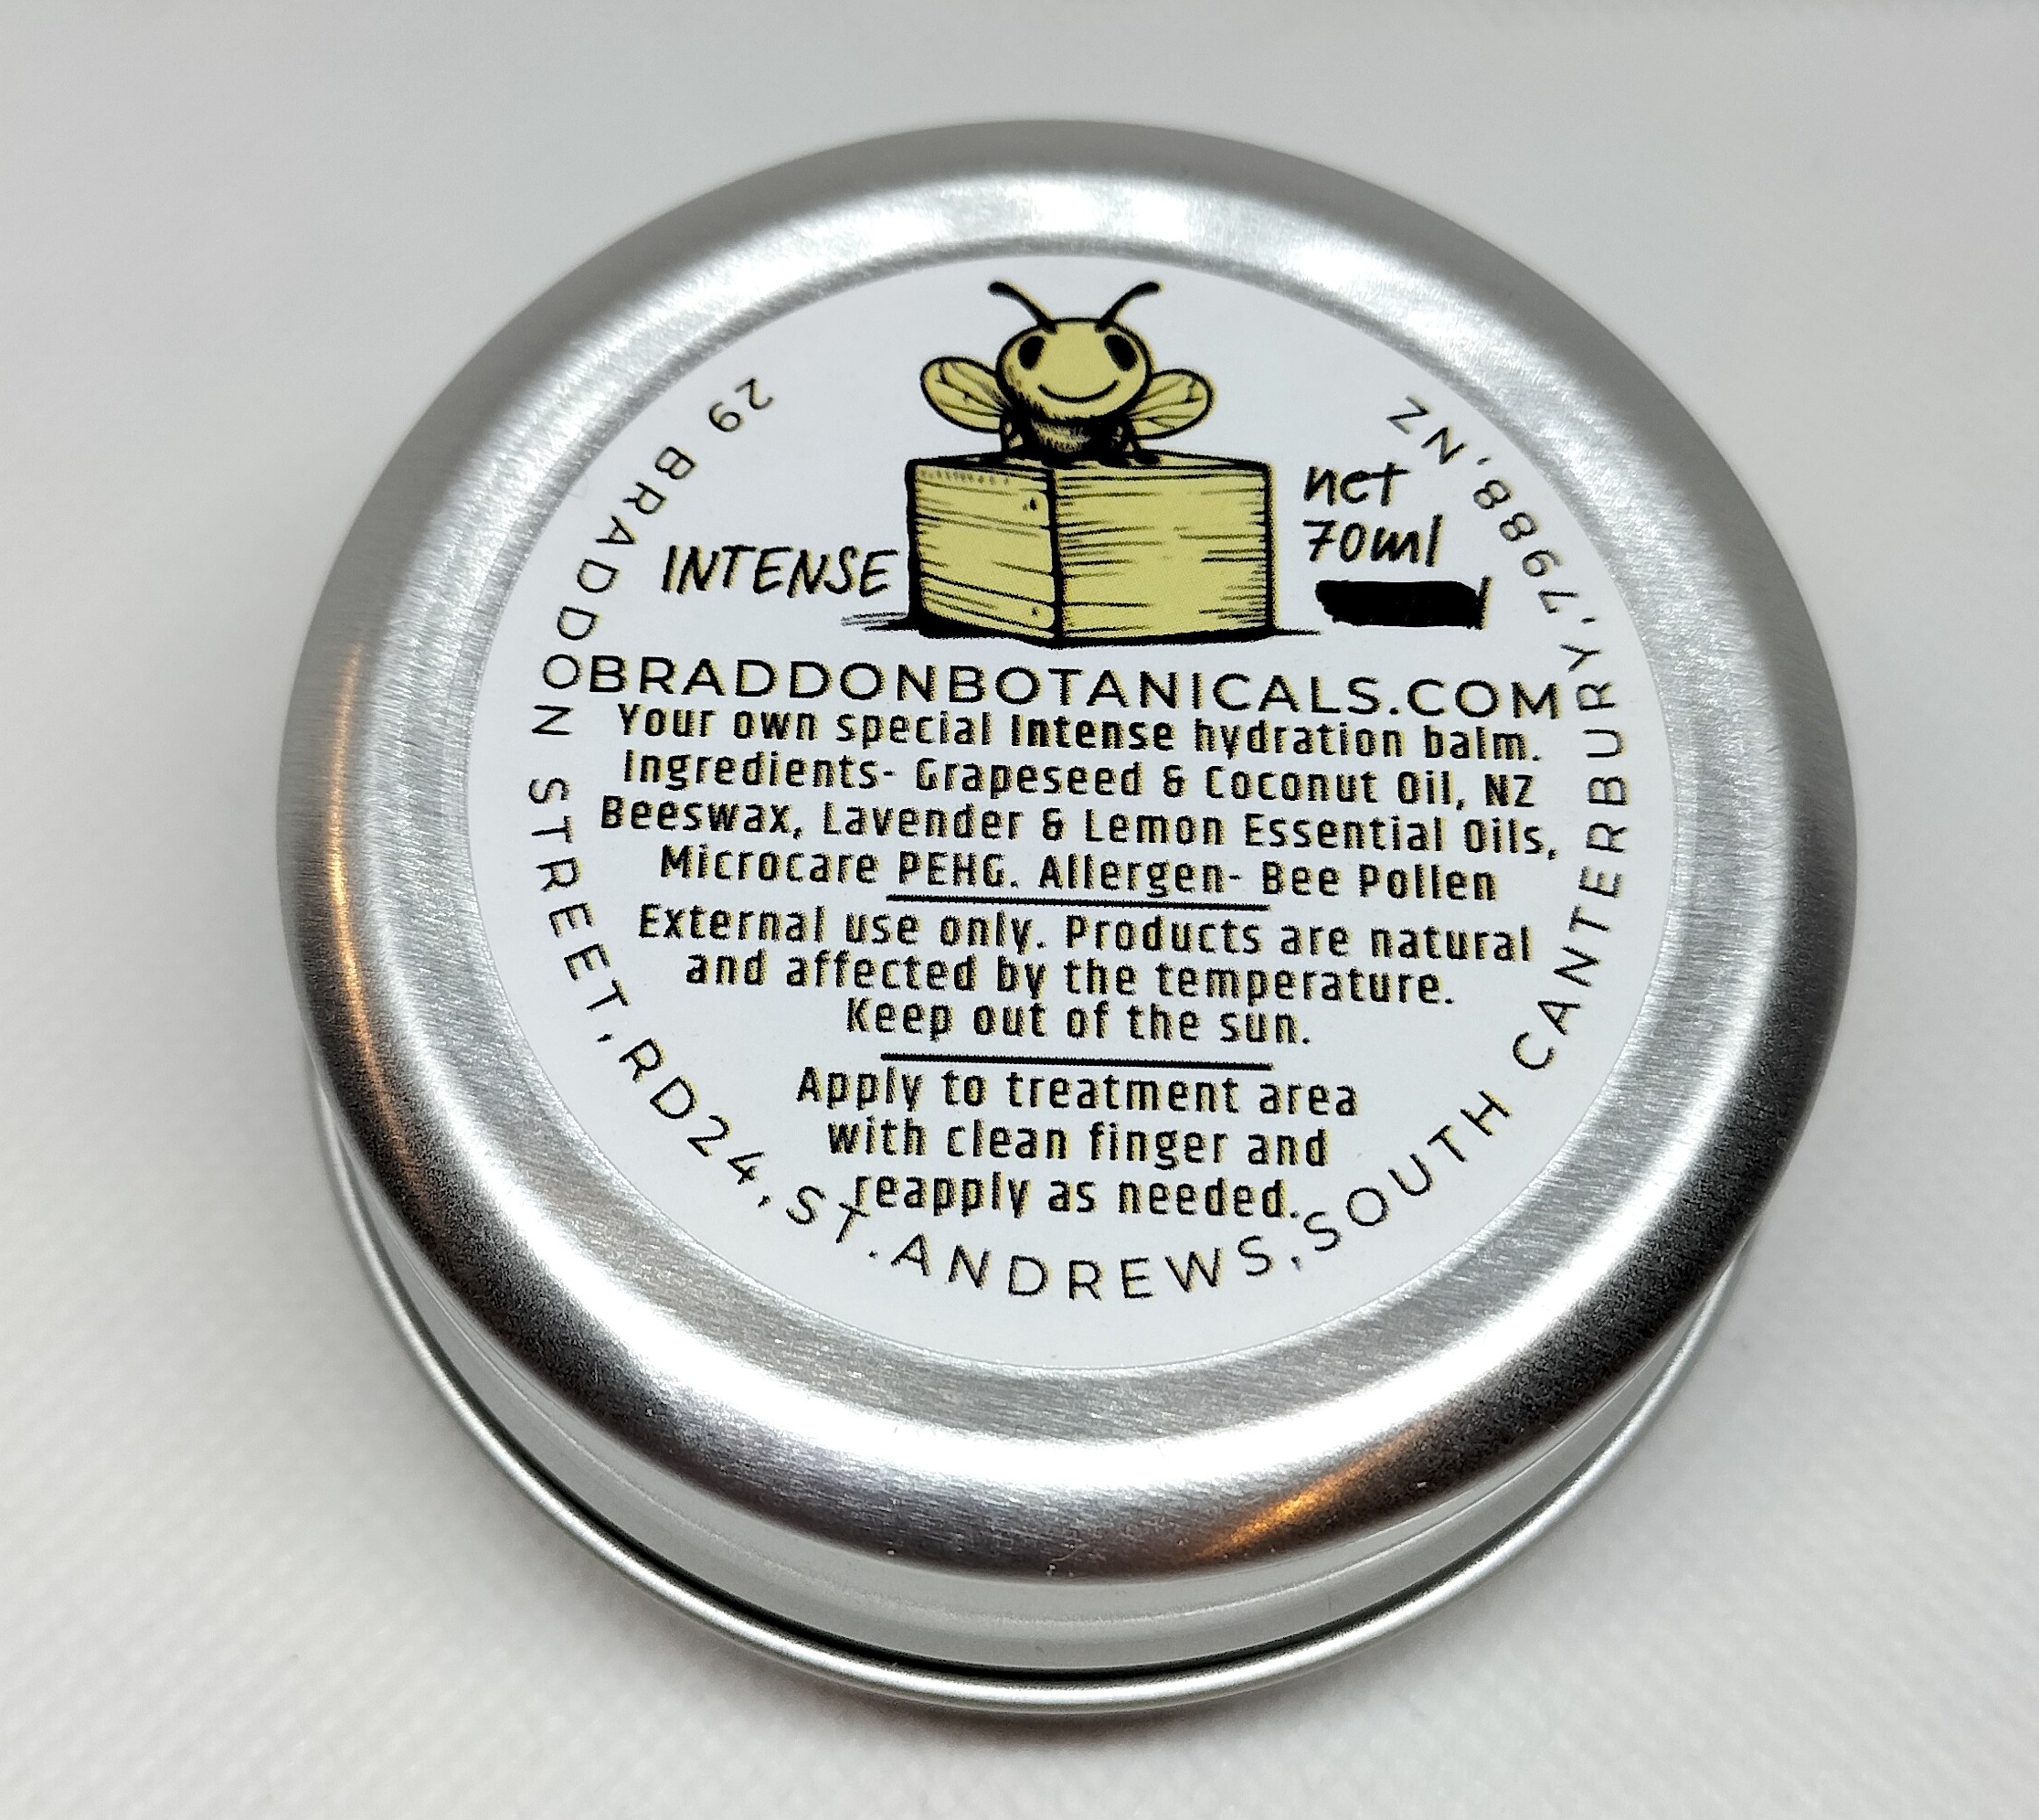 INTENSE
net
70ml
BRADDONBOTANICALS.COM
Your own special Intense hydration balm.
Ingredients- Grapeseed & Coconut Oil, NZ
Beeswax, Lavender & Lemon Essential Oils,
Microcare PEHG. Allergen- Bee Pollen
External use only. Products are natural
and affected by the temperature.
Keep out of the sun.
Apply to treatment area
with clean finger and
reapply as needed.
29 BRADDON STREET, RD24, ST. ANDREWS, SOUTH CANTERBURY, 7988, NZ